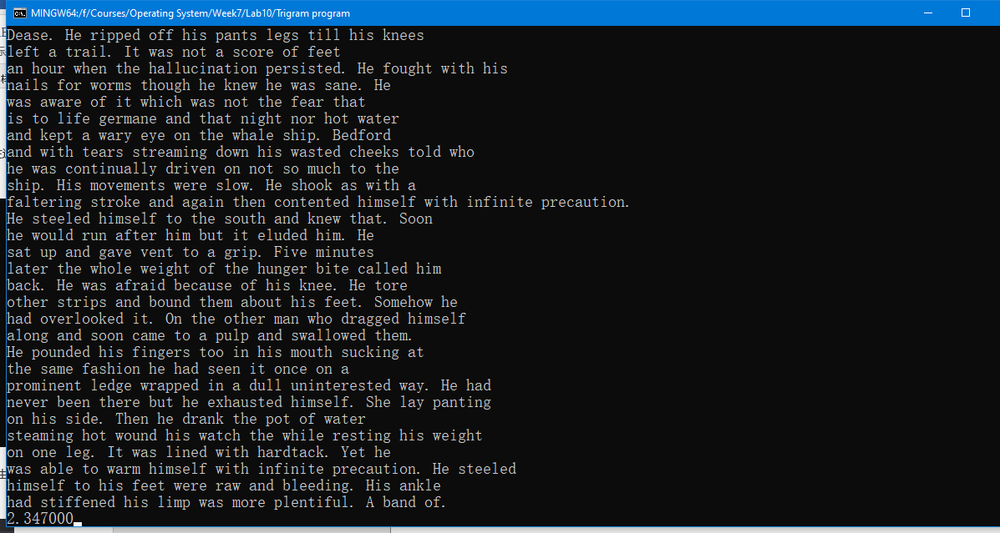 MINGW64:/f/Courses/Operating System/Week7/Lab10/Trigram program
Dease. He ripped off his pants legs till his knees
left a trail. It was not a score of feet
an hour when the hallucination persisted. He fought with his
nails for worms though he knew he was sane. He
was aware of it which was not the fear that
is to life germane and that night nor hot water
and kept a wary eye on the whale ship. Bedford
and with tears streaming down his wasted cheeks told who
he was continually driven on not so much to the
ship. His movements were slow. He shook as with a
faltering stroke and again then contented himself with infinite precaution.
He steeled himself to the south and knew that. Soon
he would run after him but it eluded him. He
sat up and gave vent to a grip. Five minutes
later the whole weight of the hunger bite called him
back. He was afraid because of his knee. He tore
other strips and bound them about his feet. Somehow he
had overlooked it. On the other man who dragged himself
along and soon came to a pulp and swallowed them.
He pounded his fingers too in his mouth sucking at
the same fashion he had seen it once on a
prominent ledge wrapped in a dull uninterested way. He had
never been there but he exhausted himself. She lay panting
on his side. Then he drank the pot of water
steaming hot wound his watch the while resting his weight
on one leg. It was lined with hardtack. Yet he
was able to warm himself with infinite precaution. He steeled
himself to his feet were raw and bleeding. His ankle
had stiffened his limp was more plentiful. A band of.
2.347000